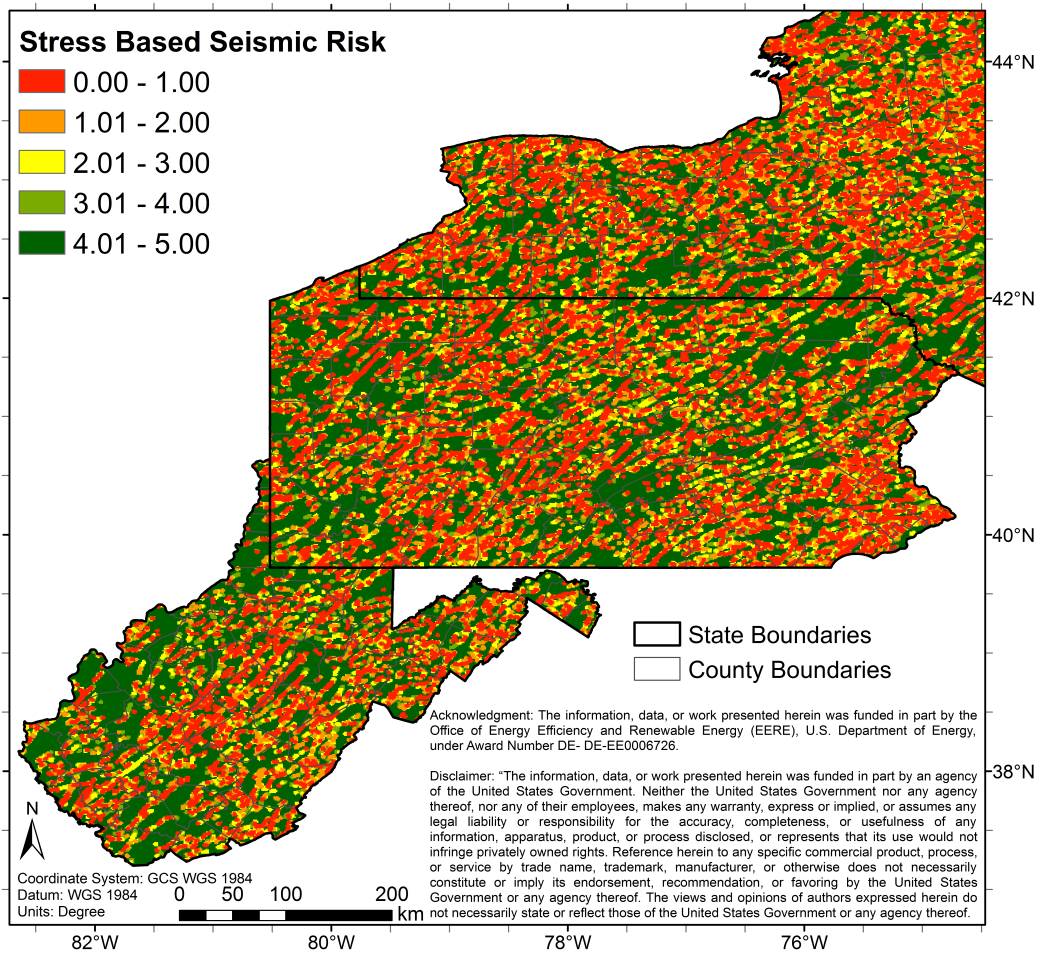 Stress Based Seismic Risk
0.00 - 1.00
1.01 - 2.00
2.01 - 3.00
3.01 - 4.00
4.01 - 5.00
44°N
42°N
40°N
38°N
State Boundaries
County Boundaries
Acknowledgment: The information, data, or work presented herein was funded in part by the
Office of Energy Efficiency and Renewable Energy (EERE), U.S. Department of Energy,
under Award Number DE- DE-EE0006726.
Disclaimer: “The information, data, or work presented herein was funded in part by an agency
of the United States Government. Neither the United States Government nor any agency
thereof, nor any of their employees, makes any warranty, express or implied, or assumes any
legal liability or responsibility for the accuracy, completeness, or usefulness of any
information, apparatus, product, or process disclosed, or represents that its use would not
infringe privately owned rights. Reference herein to any specific commercial product, process,
or service by trade name, trademark, manufacturer, or otherwise does not necessarily
constitute or imply its endorsement, recommendation, or favoring by the United States
Government or any agency thereof. The views and opinions of authors expressed herein do
not necessarily state or reflect those of the United States Government or any agency thereof.
N
Coordinate System: GCS WGS 1984
Datum: WGS 1984
Units: Degree
0 50 100 200
km
82°W 80°W 78°W 76°W